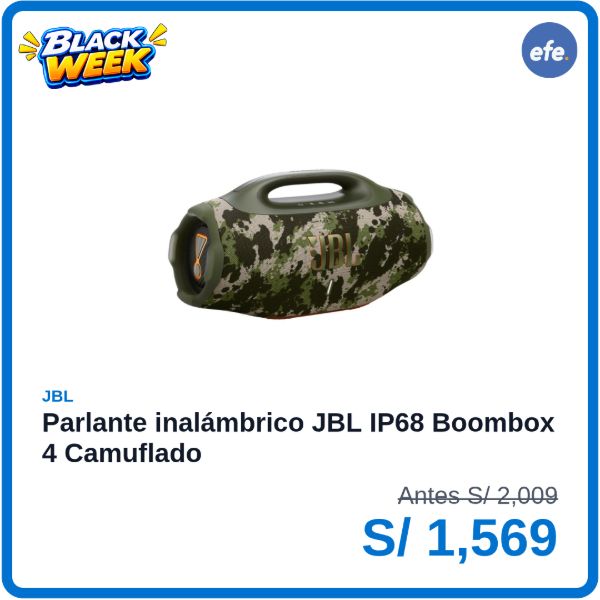 BLACK
WEEK
efe.
JBL
JBL
Parlante inalámbrico JBL IP68 Boombox
4 Camuflado
Antes S/ 2,009
S/ 1,569